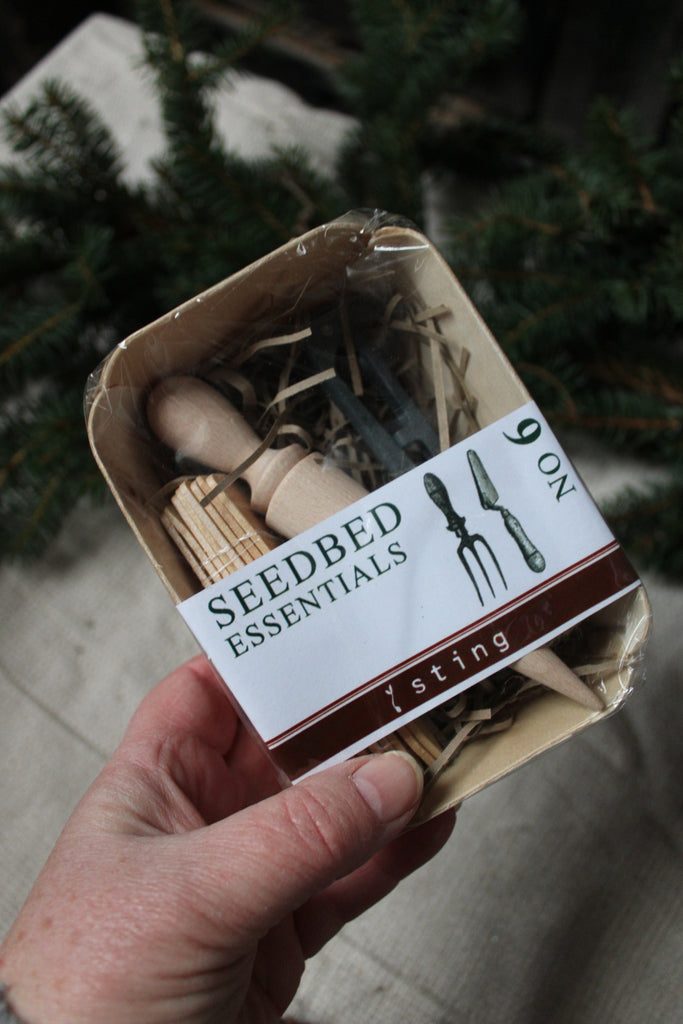 SEEDBED
ESSENTIALS
NO 6
sting